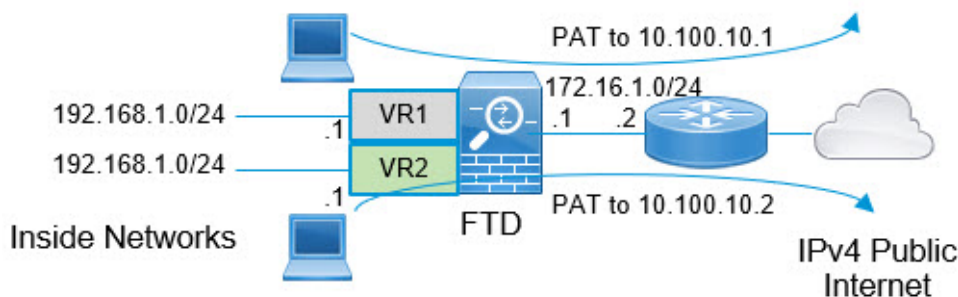 PAT to 10.100.10.1
172.16.1.0/24
192.168.1.0/24
VR1
.1
.1
.2
192.168.1.0/24
VR2
.1
PAT to 10.100.10.2
FTD
Inside Networks
IPv4 Public
Internet